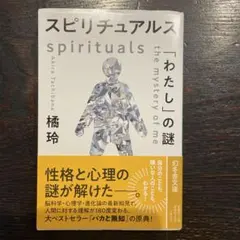 スピリチュアルズ
spirituals
「わたし」の謎
the mystery of me
Akira Tachibana
橘玲
幻冬舎文庫
性格と心理の
謎が解けた――。
脳科学・心理学・進化論の最新知見で、
人間に対する理解が180度変わる。
大ベストセラー『バカと無知』の原典!